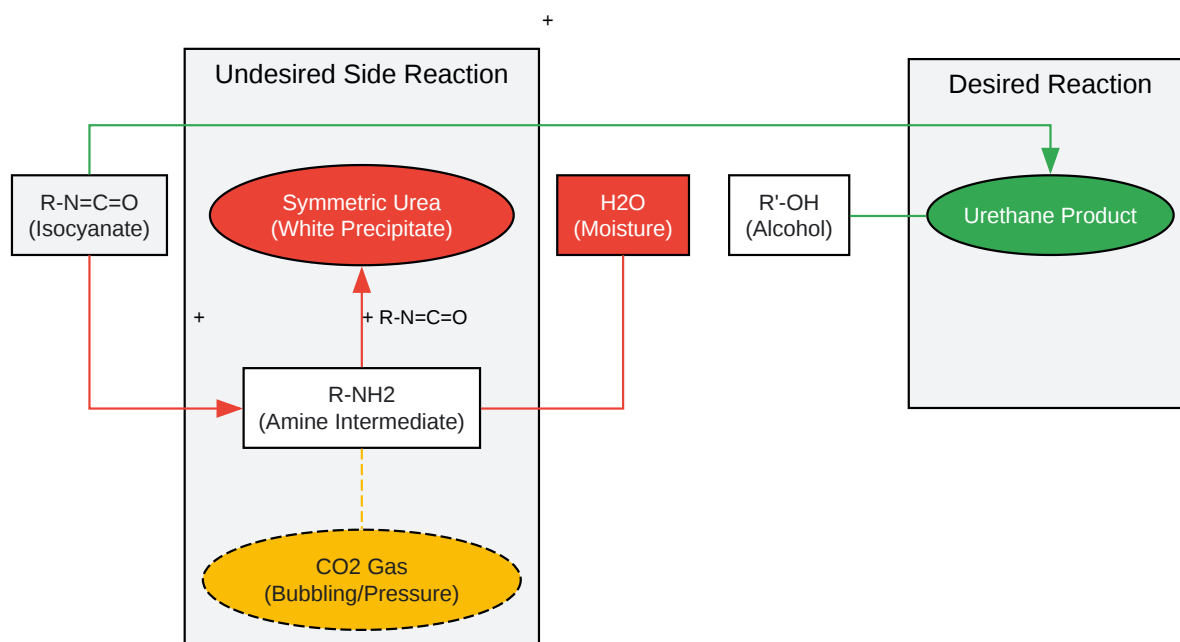 +
Undesired Side Reaction
Desired Reaction
R-N=C=O
(Isocyanate)
Symmetric Urea
(White Precipitate)
H2O
(Moisture)
R'-OH
(Alcohol)
Urethane Product
+
+ R-N=C=O
R-NH2
(Amine Intermediate)
CO2 Gas
(Bubbling/Pressure)